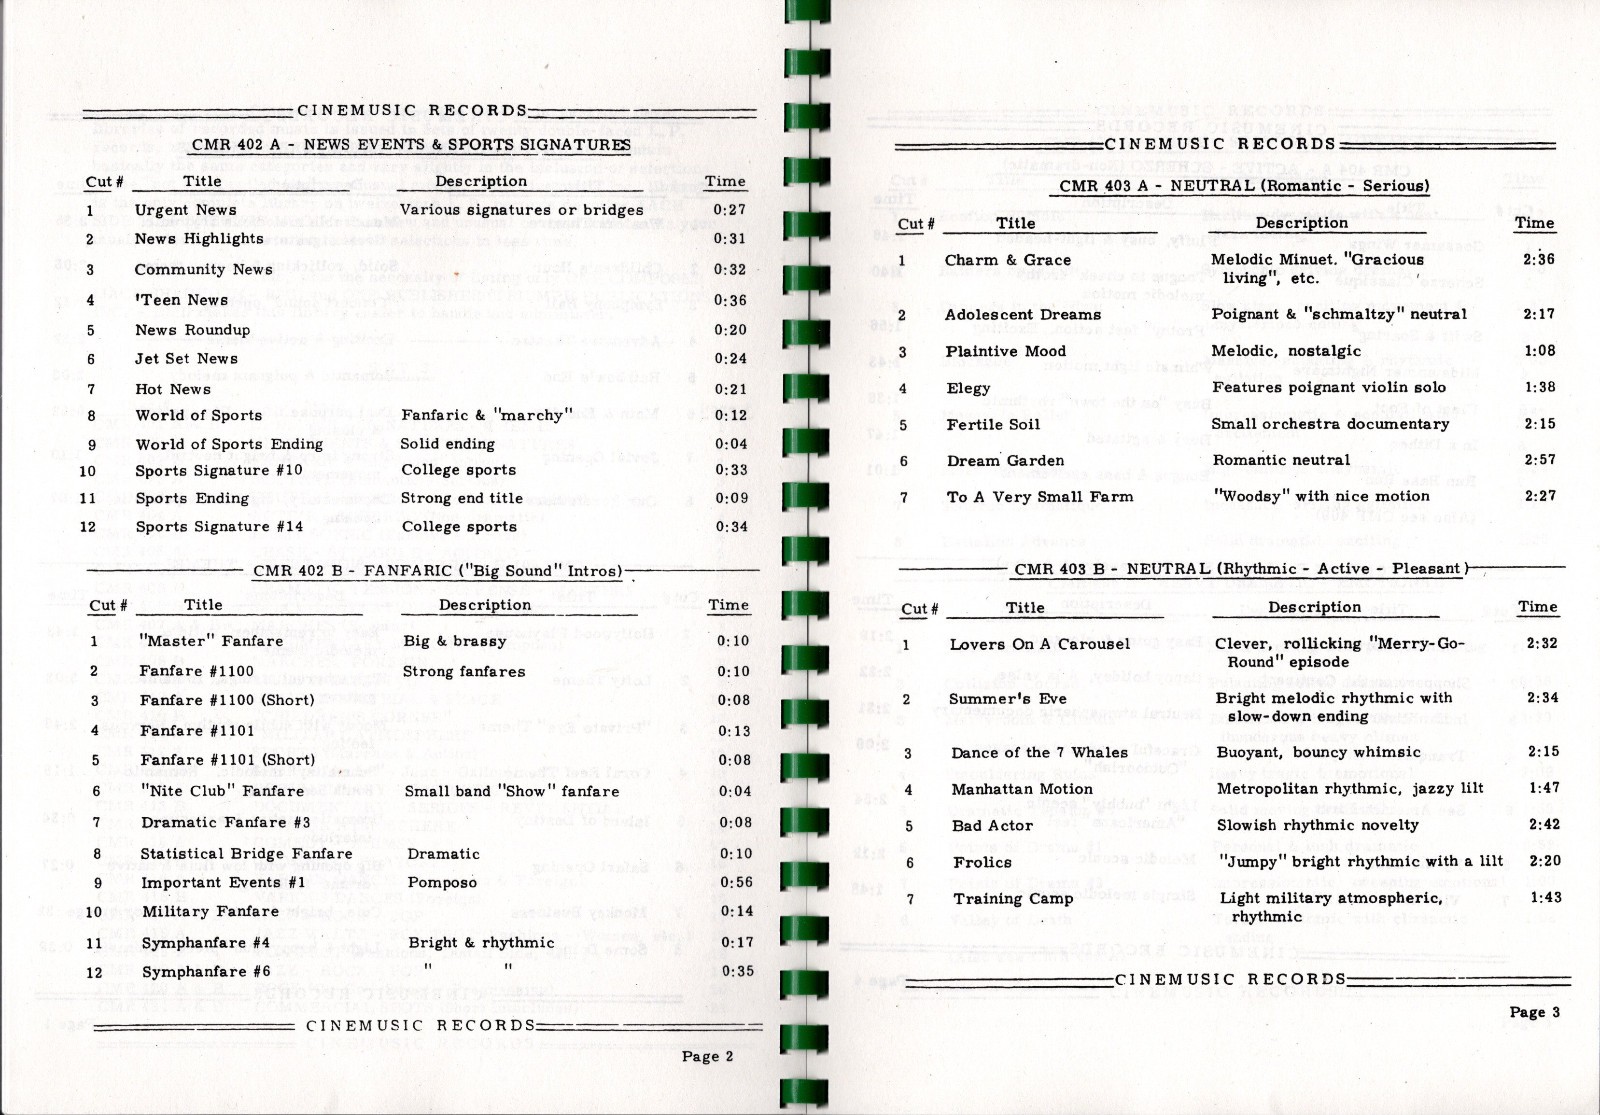 CINEMUSIC RECORDS
CMR 402 A - NEWS EVENTS & SPORTS SIGNATURES
Cut # Title Description Time
1 Urgent News Various signatures or bridges 0:27
2 News Highlights 0:31
3 Community News 0:32
4 'Teen News 0:36
5 News Roundup 0:20
6 Jet Set News 0:24
7 Hot News 0:21
8 World of Sports Fanfaric & "marchy" 0:12
9 World of Sports Ending Solid ending 0:04
10 Sports Signature #10 College sports 0:33
11 Sports Ending Strong end title 0:09
12 Sports Signature #14 College sports 0:34
CMR 402 B - FANFARIC ("Big Sound" Intros)
Cut # Title Description Time
1 "Master" Fanfare Big & brassy 0:10
2 Fanfare #1100 Strong fanfares 0:10
3 Fanfare #1100 (Short) 0:08
4 Fanfare #1101 0:13
5 Fanfare #1101 (Short) 0:08
6 "Nite Club" Fanfare Small band "Show" fanfare 0:04
7 Dramatic Fanfare #3 0:08
8 Statistical Bridge Fanfare Dramatic 0:10
9 Important Events #1 Pomposo 0:56
10 Military Fanfare 0:14
11 Symphanfare #4 Bright & rhythmic 0:17
12 Symphanfare #6 " " 0:35
CINEMUSIC RECORDS
Page 2
CINEMUSIC RECORDS
CMR 403 A - NEUTRAL (Romantic - Serious)
Cut # Title Description Time
1 Charm & Grace Melodic Minuet. "Gracious 2:36
living", etc.
2 Adolescent Dreams Poignant & "schmaltzy" neutral 2:17
3 Plaintive Mood Melodic, nostalgic 1:08
4 Elegy Features poignant violin solo 1:38
5 Fertile Soil Small orchestra documentary 2:15
6 Dream Garden Romantic neutral 2:57
7 To A Very Small Farm "Woodsy" with nice motion 2:27
CMR 403 B - NEUTRAL (Rhythmic - Active - Pleasant)
Cut # Title Description Time
1 Lovers On A Carousel Clever, rollicking "Merry-Go- 2:32
Round" episode
2 Summer's Eve Bright melodic rhythmic with 2:34
slow-down ending
3 Dance of the 7 Whales Buoyant, bouncy whimsic 2:15
4 Manhattan Motion Metropolitan rhythmic, jazzy lilt 1:47
5 Bad Actor Slowish rhythmic novelty 2:42
6 Frolics "Jumpy" bright rhythmic with a lilt 2:20
7 Training Camp Light military atmospheric, 1:43
rhythmic
CINEMUSIC RECORDS
Page 3